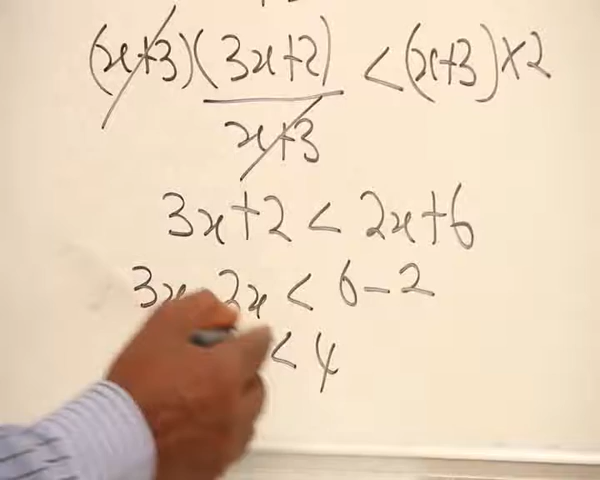 (x+3)(3x+2) < (x+3)×2
x+3
3x+2 < 2x+6
3x 2x < 6-2
< 4